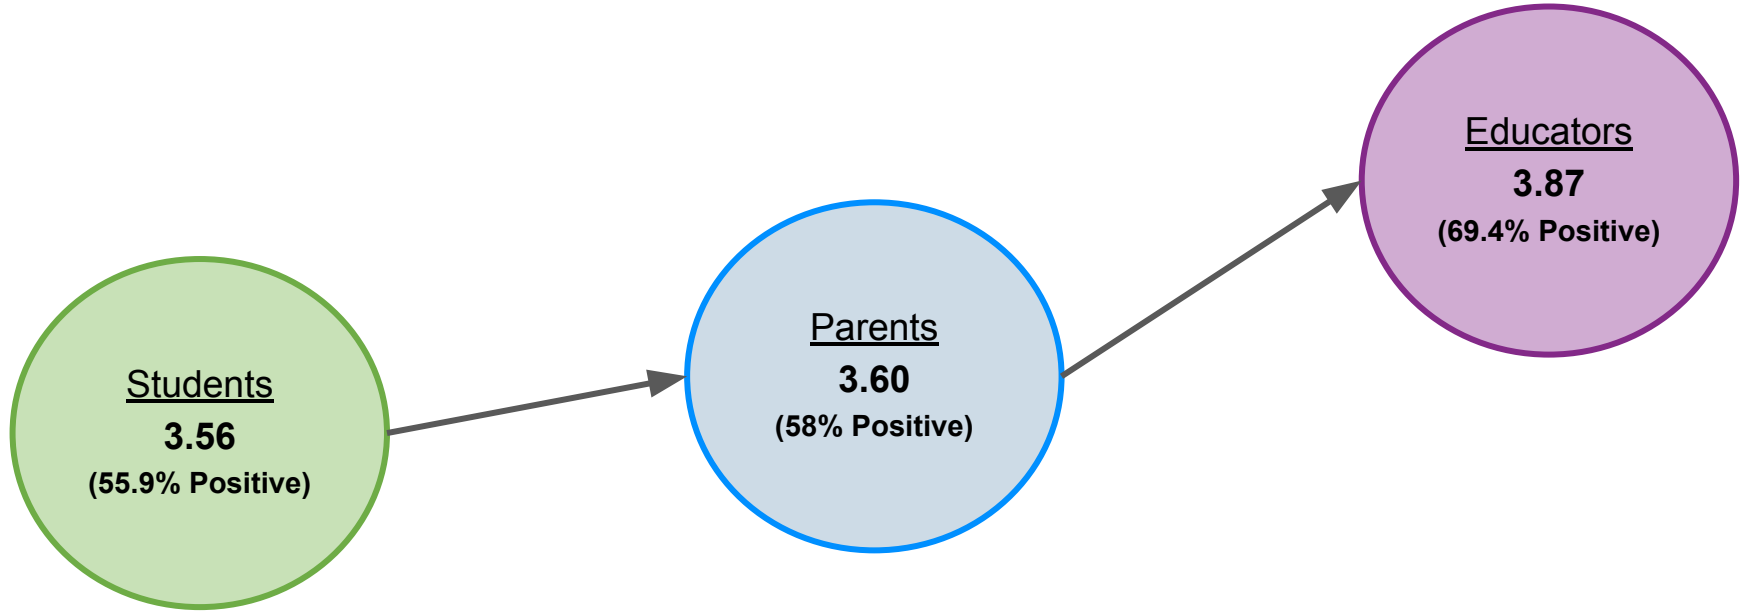 Students
3.56
(55.9% Positive)
Parents
3.60
(58% Positive)
Educators
3.87
(69.4% Positive)